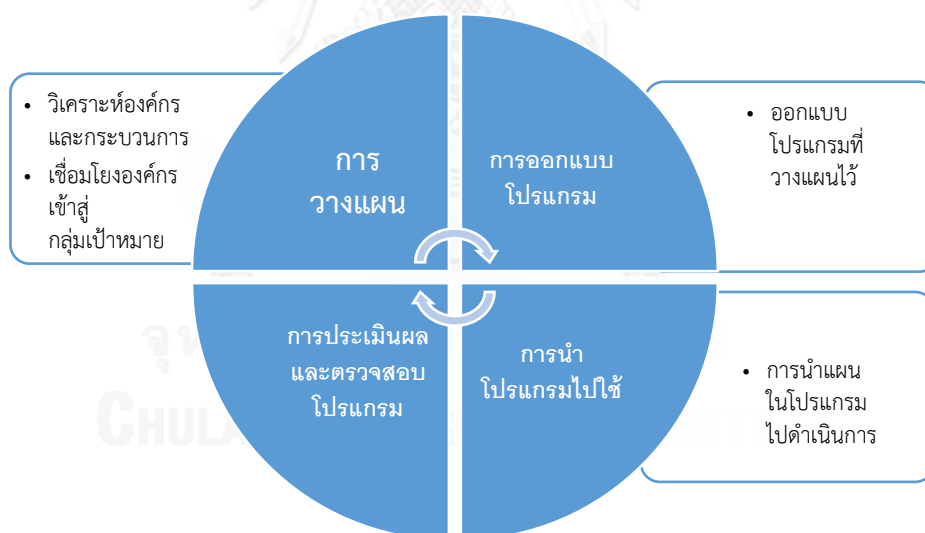 • วิเคราะห์องค์กร
และกระบวนการ
• เชื่อมโยงองค์กร
เข้าสู่
กลุ่มเป้าหมาย
การ
วางแผน
การออกแบบ
โปรแกรม
• ออกแบบ
โปรแกรมที่
วางแผนไว้
การประเมินผล
และตรวจสอบ
โปรแกรม
การนำ
โปรแกรมไปใช้
• การนำแผน
ในโปรแกรม
ไปดำเนินการ